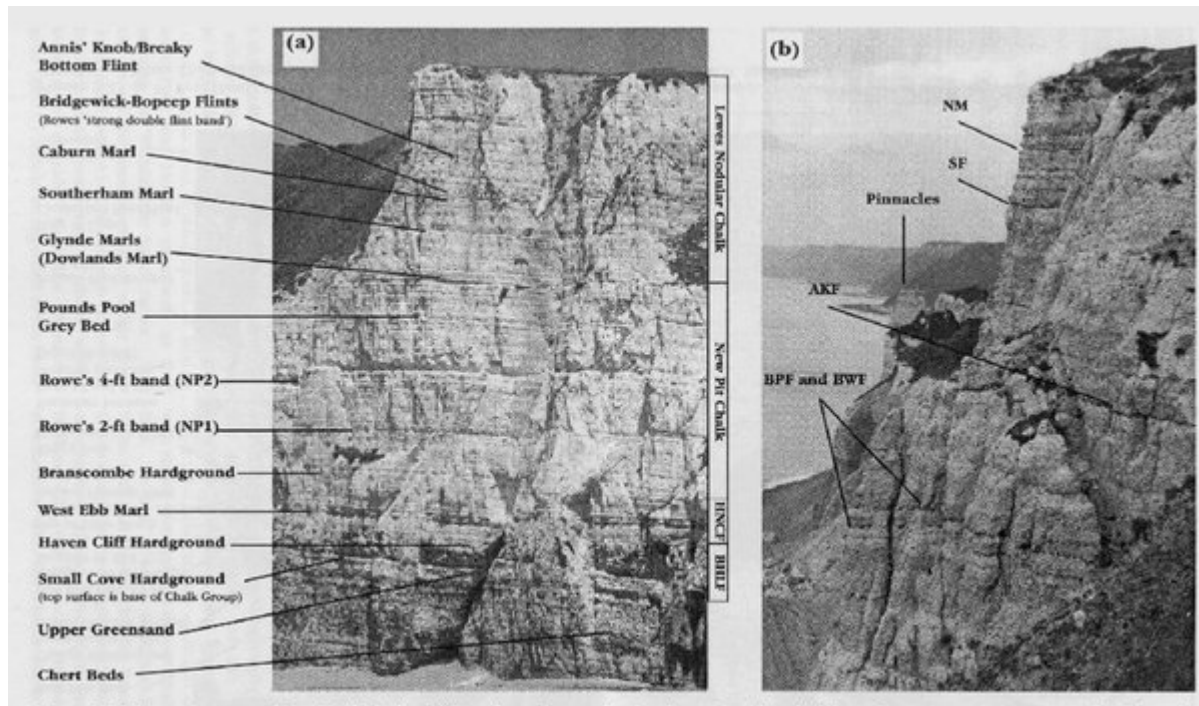 (a)
Annis' Knob/Breaky
Bottom Flint
Bridgewick-Bopeep Flints
(Rowes 'strong double flint band')
Caburn Marl
Southerham Marl
Glynde Marls
(Dowlands Marl)
Pounds Pool
Grey Bed
Rowe's 4-ft band (NP2)
Rowe's 2-ft band (NP1)
Branscombe Hardground
West Ebb Marl
Haven Cliff Hardground
Small Cove Hardground
(top surface is base of Chalk Group)
Upper Greensand
Chert Beds
Lewes Nodular Chalk
New Pit Chalk
HNCF
BHLF
(b)
NM
SF
Pinnacles
AKF
BPF and BWF